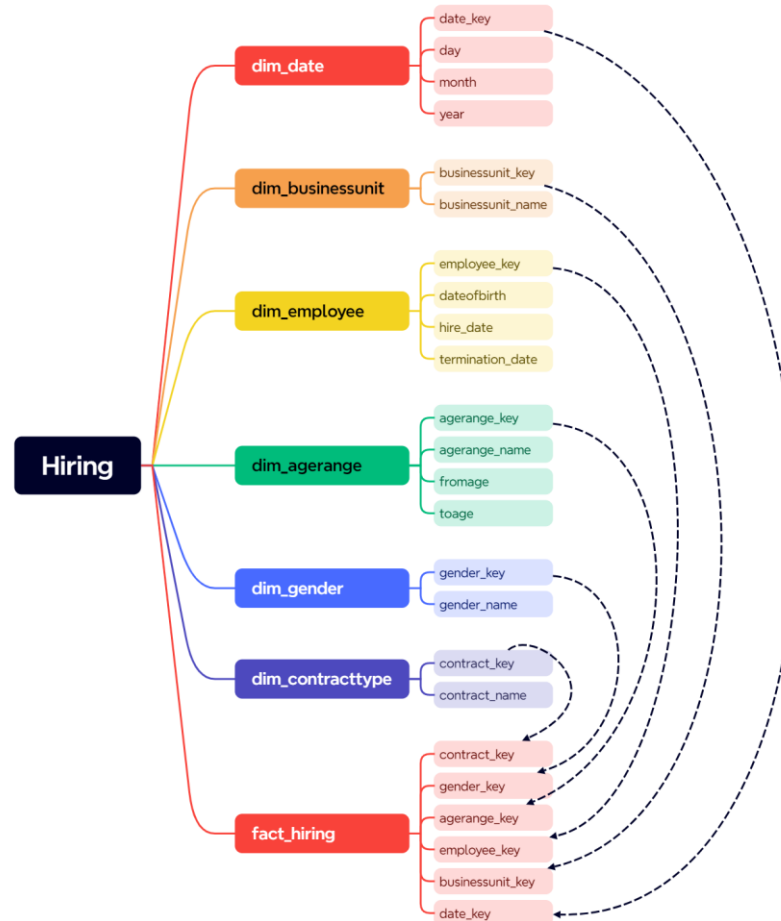 Hiring
dim_date
date_key
day
month
year
dim_businessunit
businessunit_key
businessunit_name
dim_employee
employee_key
dateofbirth
hire_date
termination_date
dim_agerange
agerange_key
agerange_name
fromage
toage
dim_gender
gender_key
gender_name
dim_contracttype
contract_key
contract_name
fact_hiring
contract_key
gender_key
agerange_key
employee_key
businessunit_key
date_key